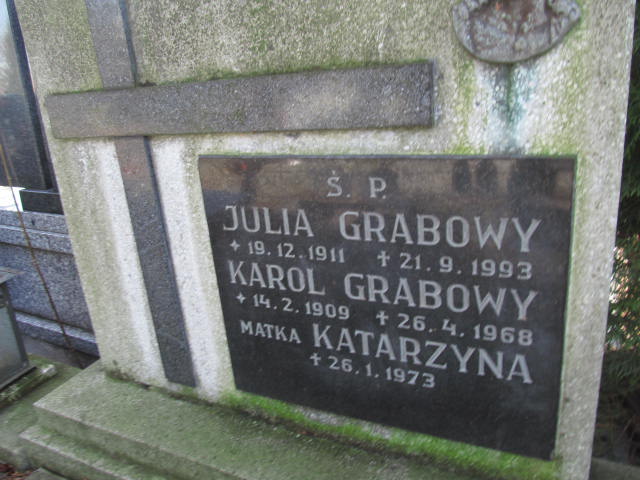 Ś. P.
JULIA GRABOWY
+ 19.12.1911 ✝ 21.9.1993
KAROL GRABOWY
+ 14.2.1909 ✝ 26.4.1968
MATKA KATARZYNA
✝ 26.1.1973